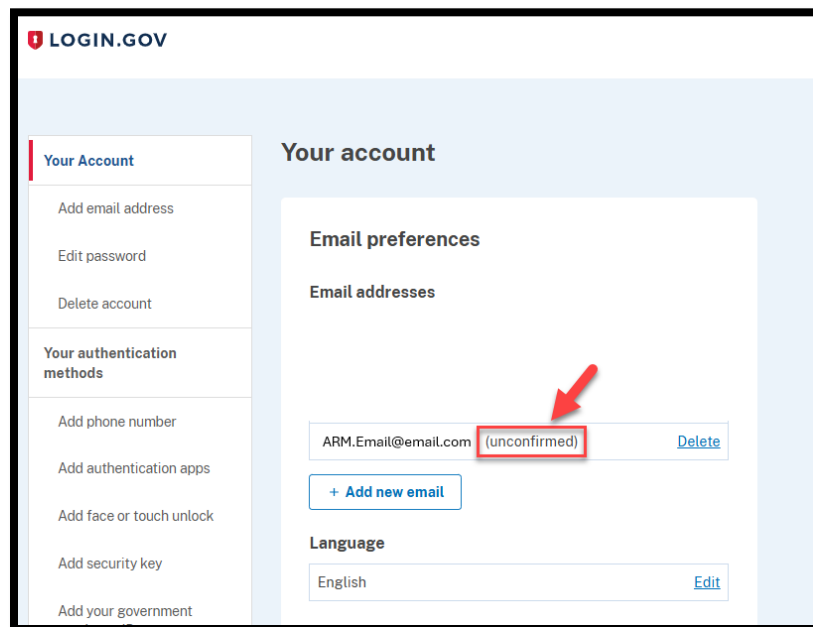 LOGIN.GOV
Your Account
Add email address
Edit password
Delete account
Your authentication
methods
Add phone number
Add authentication apps
Add face or touch unlock
Add security key
Add your government
Your account
Email preferences
Email addresses
ARM.Email@email.com (unconfirmed) Delete
+ Add new email
Language
English Edit